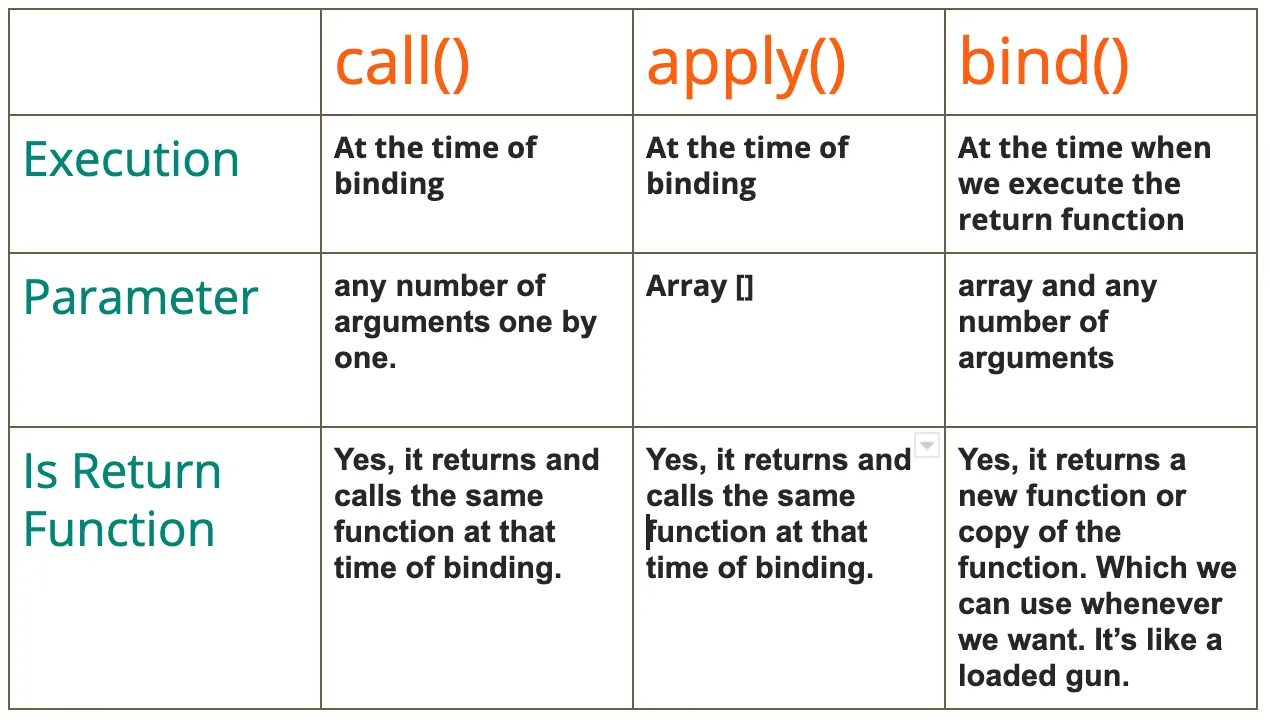 call()
apply()
bind()
Execution
At the time of
binding
At the time of
binding
At the time when
we execute the
return function
Parameter
any number of
arguments one by
one.
Array []
array and any
number of
arguments
Is Return
Function
Yes, it returns and
calls the same
function at that
time of binding.
Yes, it returns and
calls the same
function at that
time of binding.
Yes, it returns a
new function or
copy of the
function. Which we
can use whenever
we want. It’s like a
loaded gun.